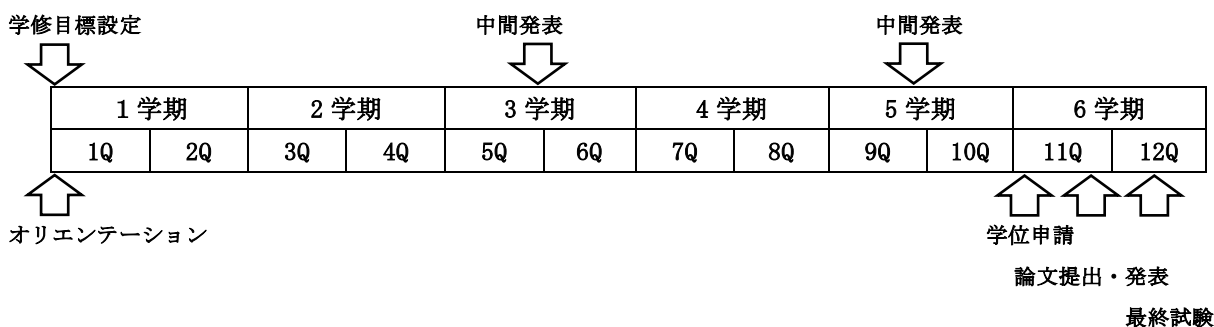 学修目標設定 中間発表 中間発表
1 学期 2 学期 3 学期 4 学期 5 学期 6 学期
1Q 2Q 3Q 4Q 5Q 6Q 7Q 8Q 9Q 10Q 11Q 12Q
オリエンテーション 学位申請
論文提出・発表
最終試験